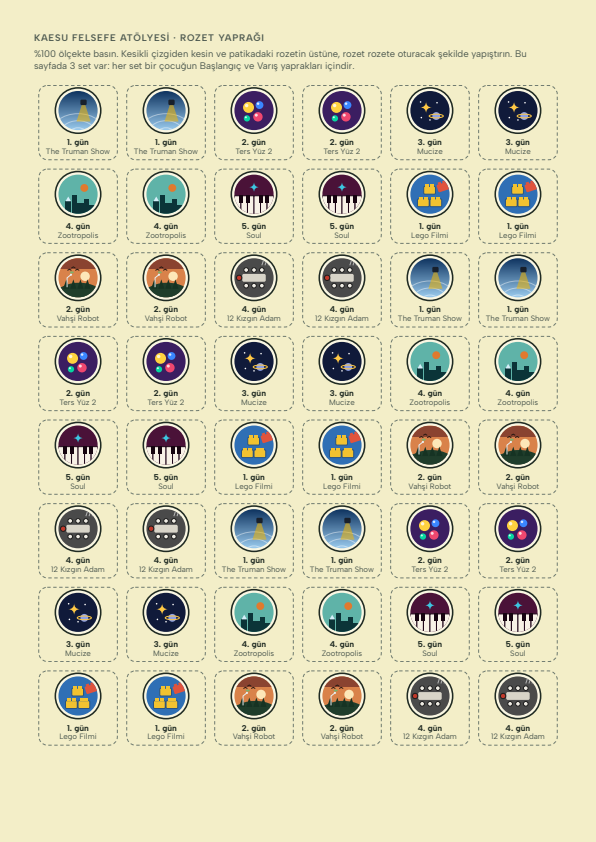 KAESU FELSEFE ATÖLYESİ · ROZET YAPRAĞI
%100 ölçekte basın. Kesikli çizgiden kesin ve patikadaki rozetin üstüne, rozet rozete oturacak şekilde yapıştırın. Bu
sayfada 3 set var: her set bir çocuğun Başlangıç ve Varış yaprakları içindir.
1. gün 1. gün 2. gün 2. gün 3. gün 3. gün
The Truman Show The Truman Show Ters Yüz 2 Ters Yüz 2 Mucize Mucize
4. gün 4. gün 5. gün 5. gün 1. gün 1. gün
Zootropolis Zootropolis Soul Soul Lego Filmi Lego Filmi
2. gün 2. gün 4. gün 4. gün 1. gün 1. gün
Vahşi Robot Vahşi Robot 12 Kızgın Adam 12 Kızgın Adam The Truman Show The Truman Show
2. gün 2. gün 3. gün 3. gün 4. gün 4. gün
Ters Yüz 2 Ters Yüz 2 Mucize Mucize Zootropolis Zootropolis
5. gün 5. gün 1. gün 1. gün 2. gün 2. gün
Soul Soul Lego Filmi Lego Filmi Vahşi Robot Vahşi Robot
4. gün 4. gün 1. gün 1. gün 2. gün 2. gün
12 Kızgın Adam 12 Kızgın Adam The Truman Show The Truman Show Ters Yüz 2 Ters Yüz 2
3. gün 3. gün 4. gün 4. gün 5. gün 5. gün
Mucize Mucize Zootropolis Zootropolis Soul Soul
1. gün 1. gün 2. gün 2. gün 4. gün 4. gün
Lego Filmi Lego Filmi Vahşi Robot Vahşi Robot 12 Kızgın Adam 12 Kızgın Adam